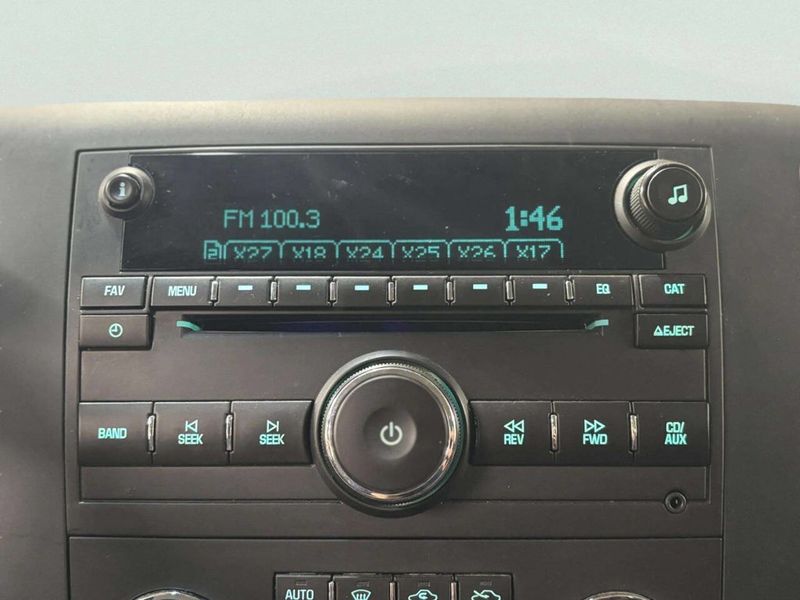 FM 100.3 1:46
2 X27 X18 X24 X25 X26 X17
FAV MENU EQ CAT
EJECT
BAND SEEK SEEK REV FWD CD/
AUX
AUTO